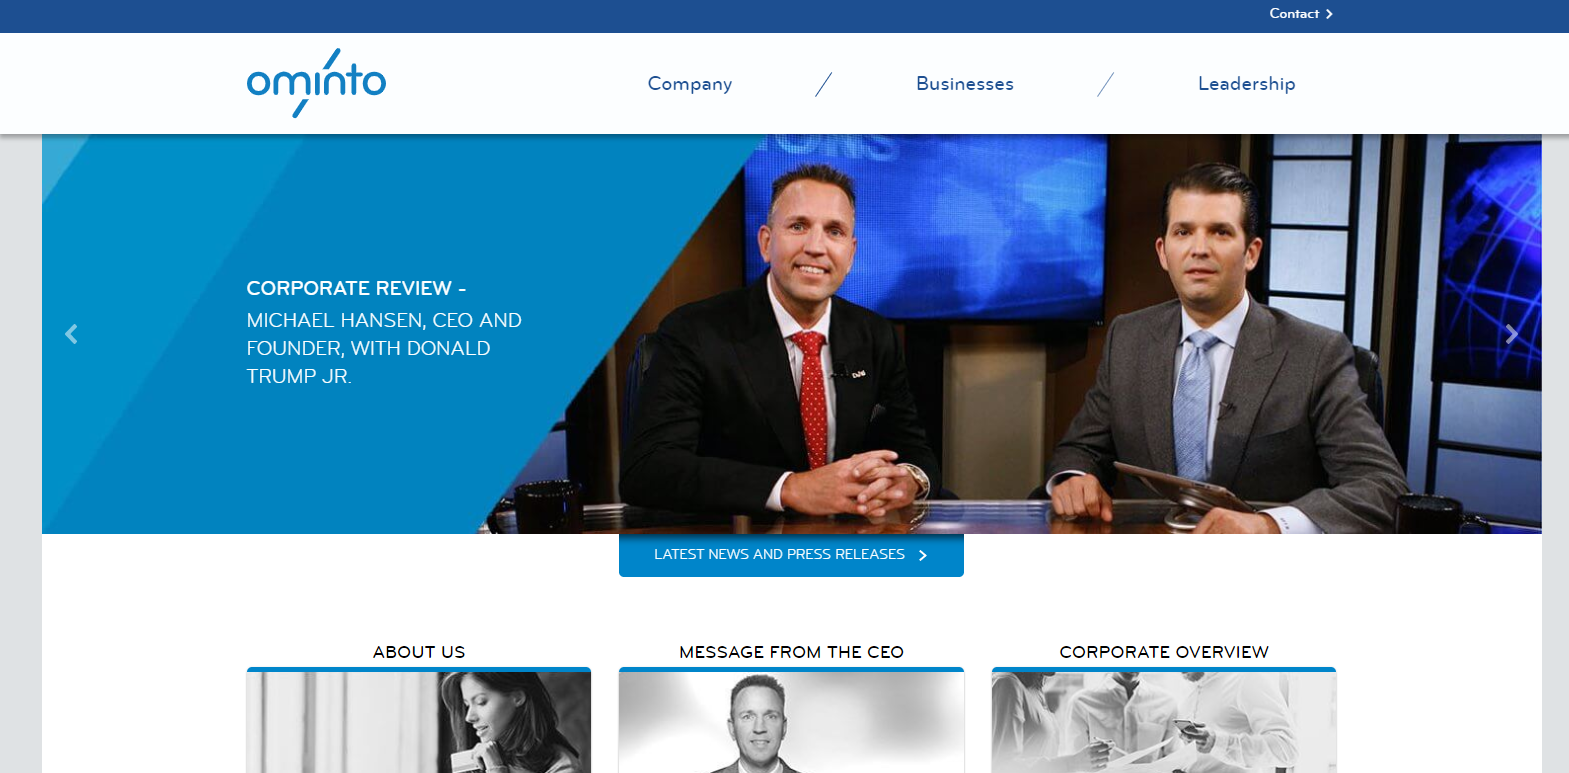 Contact
ominto
Company
Businesses
Leadership
CORPORATE REVIEW -
MICHAEL HANSEN, CEO AND
FOUNDER, WITH DONALD
TRUMP JR.
LATEST NEWS AND PRESS RELEASES
ABOUT US
MESSAGE FROM THE CEO
CORPORATE OVERVIEW